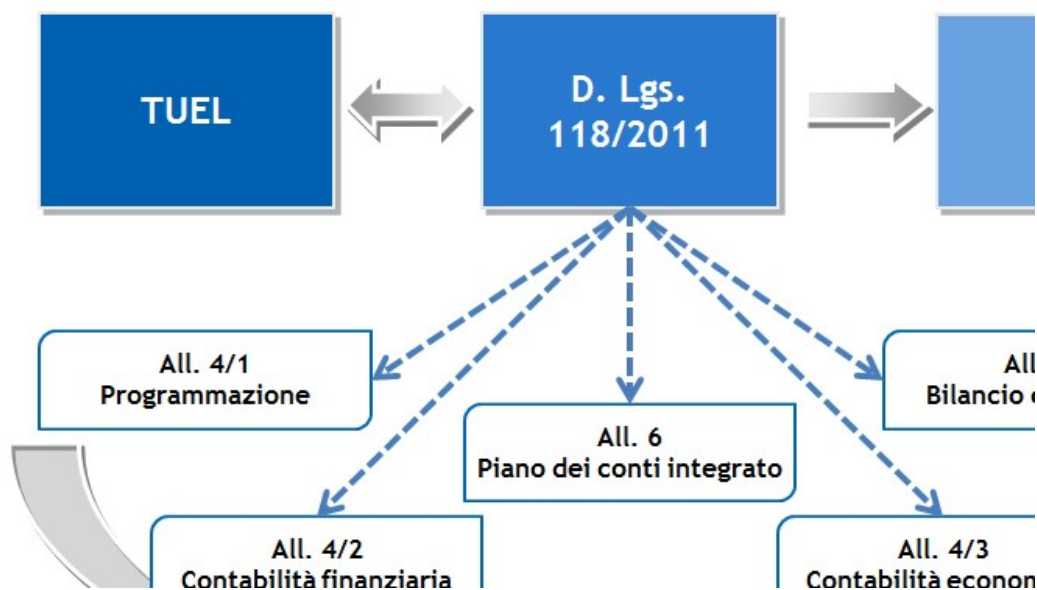 TUEL
D. Lgs.
118/2011
All. 4/1
Programmazione
All
Bilancio
All. 6
Piano dei conti integrato
All. 4/2
Contabilità finanziaria
All. 4/3
Contabilità econom